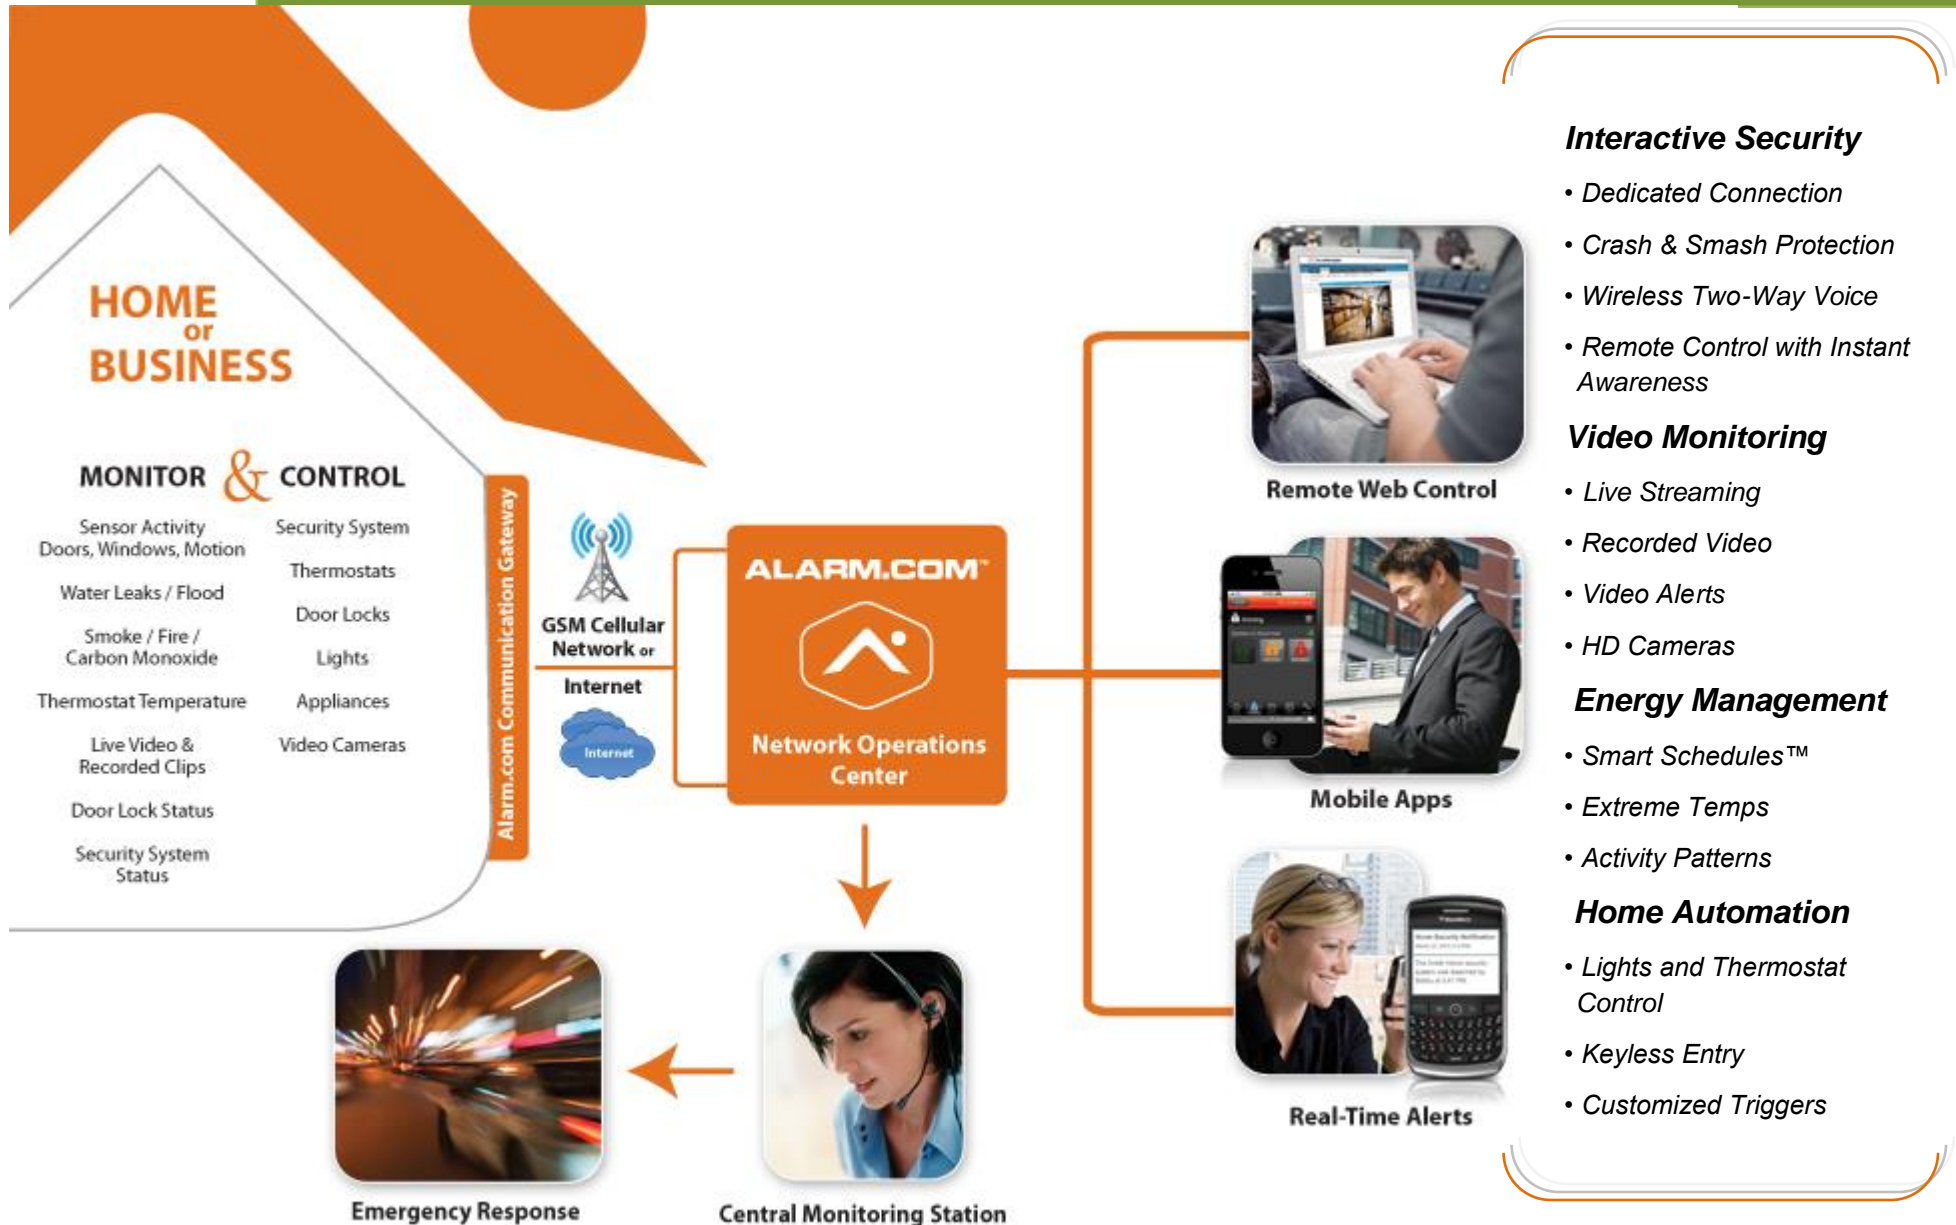 HOME
or
BUSINESS
MONITOR & CONTROL
Sensor Activity
Doors, Windows, Motion
Water Leaks / Flood
Smoke / Fire /
Carbon Monoxide
Thermostat Temperature
Live Video &
Recorded Clips
Door Lock Status
Security System
Status
Security System
Thermostats
Door Locks
Lights
Appliances
Video Cameras
Alarm.com Communication Gateway
GSM Cellular
Network or
Internet
Internet
ALARM.COM™
Network Operations
Center
Remote Web Control
Mobile Apps
Real-Time Alerts
Emergency Response
Central Monitoring Station
Interactive Security
• Dedicated Connection
• Crash & Smash Protection
• Wireless Two-Way Voice
• Remote Control with Instant
Awareness
Video Monitoring
• Live Streaming
• Recorded Video
• Video Alerts
• HD Cameras
Energy Management
• Smart Schedules™
• Extreme Temps
• Activity Patterns
Home Automation
• Lights and Thermostat
Control
• Keyless Entry
• Customized Triggers